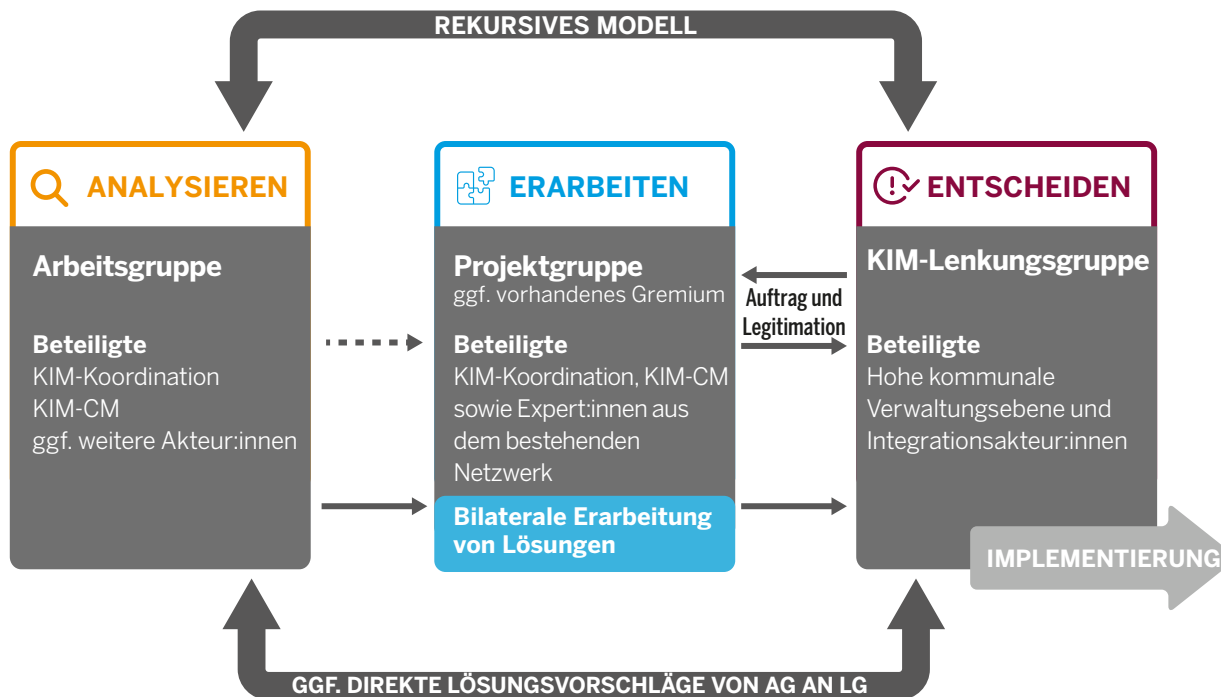 REKURSIVES MODELL
ANALYSIEREN
Arbeitsgruppe
Beteiligte
KIM-Koordination
KIM-CM
ggf. weitere Akteur:innen
ERARBEITEN
Projektgruppe
ggf. vorhandenes Gremium
Beteiligte
KIM-Koordination, KIM-CM
sowie Expert:innen aus
dem bestehenden
Netzwerk
Bilaterale Erarbeitung
von Lösungen
Auftrag und
Legitimation
ENTSCHEIDEN
KIM-Lenkungsgruppe
Beteiligte
Hohe kommunale
Verwaltungsebene und
Integrationsakteur:innen
IMPLEMENTIERUNG
GGF. DIREKTE LÖSUNGSVORSCHLÄGE VON AG AN LG